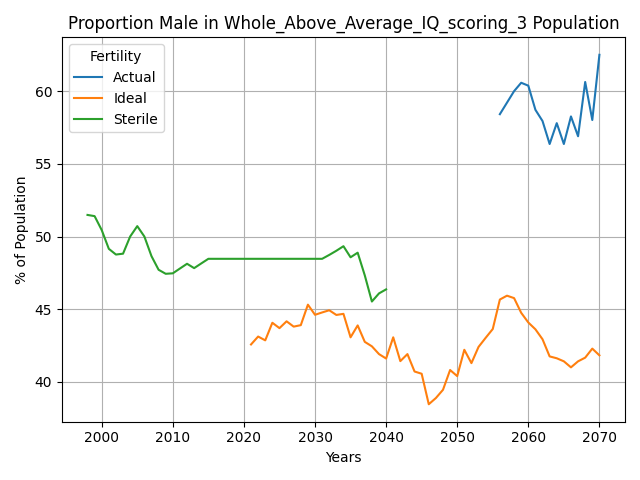 Proportion Male in Whole_Above_Average_IQ_scoring_3 Population
Fertility
Actual
Ideal
Sterile
% of Population
60
55
50
45
40
2000 2010 2020 2030 2040 2050 2060 2070
Years